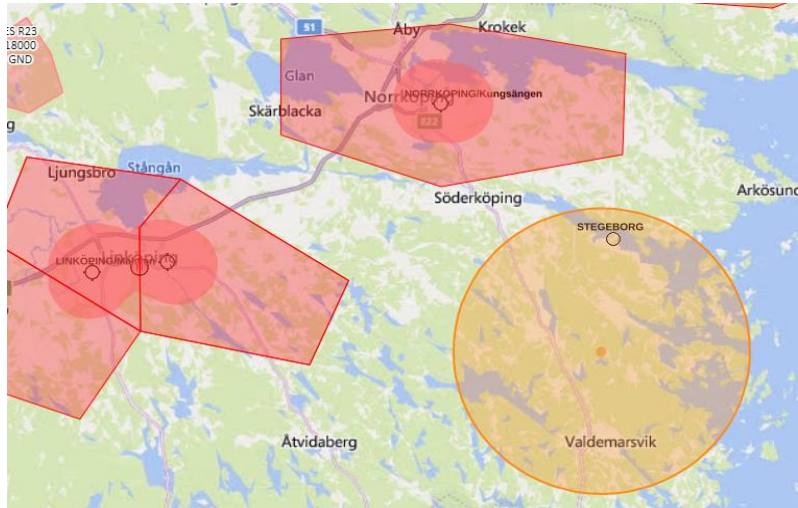 ES R23
18000
GND
51
Åby
Krokek
Glan
Norrköping
NORRKÖPING/Kungsängen
E22
Skärblacka
Ljungsbro
Stångån
Söderköping
Arkösund
STEGEBORG
Linköping
Åtvidaberg
Valdemarsvik